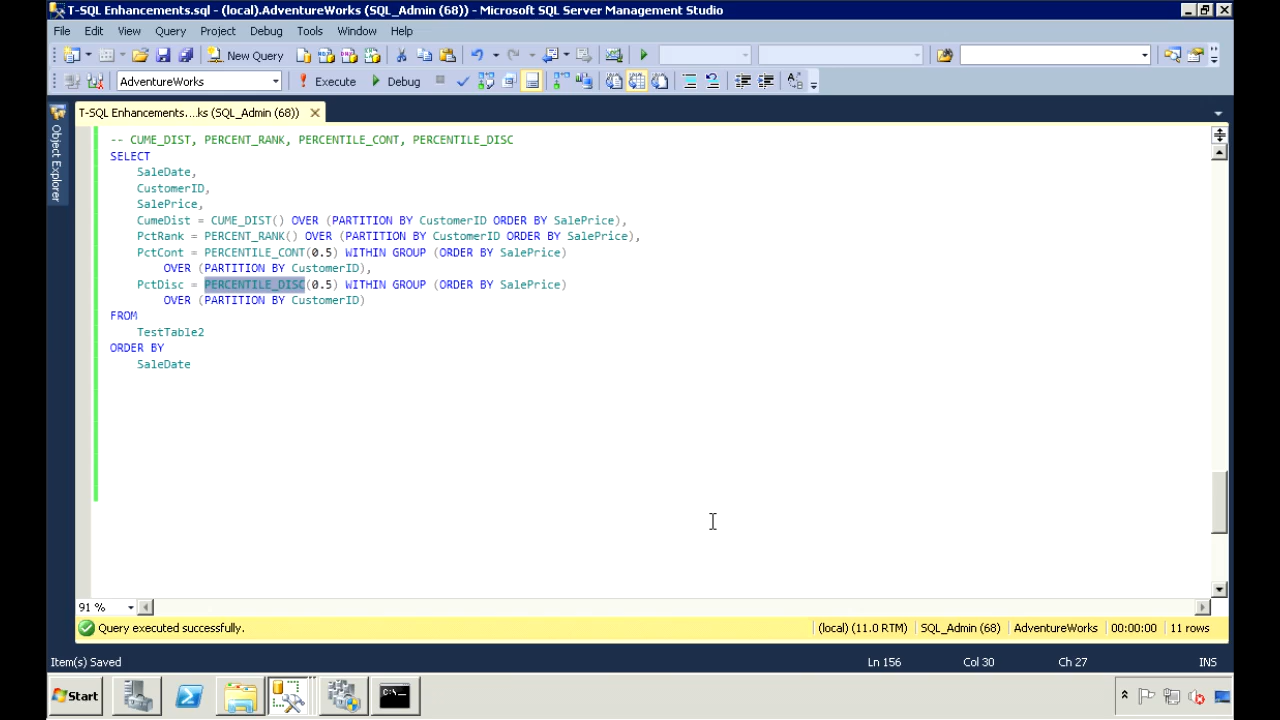 T-SQL Enhancements.sql - (local).AdventureWorks (SQL_Admin (68)) - Microsoft SQL Server Management Studio
File Edit View Query Project Debug Tools Window Help
New Query
AdventureWorks Execute Debug
T-SQL Enhancements....ks (SQL_Admin (68))
Object Explorer
-- CUME_DIST, PERCENT_RANK, PERCENTILE_CONT, PERCENTILE_DISC
SELECT
SaleDate,
CustomerID,
SalePrice,
CumeDist = CUME_DIST() OVER (PARTITION BY CustomerID ORDER BY SalePrice),
PctRank = PERCENT_RANK() OVER (PARTITION BY CustomerID ORDER BY SalePrice),
PctCont = PERCENTILE_CONT(0.5) WITHIN GROUP (ORDER BY SalePrice)
OVER (PARTITION BY CustomerID),
PctDisc = PERCENTILE_DISC(0.5) WITHIN GROUP (ORDER BY SalePrice)
OVER (PARTITION BY CustomerID)
FROM
TestTable2
ORDER BY
SaleDate
91 %
Query executed successfully. (local) (11.0 RTM) SQL_Admin (68) AdventureWorks 00:00:00 11 rows
Item(s) Saved Ln 156 Col 30 Ch 27 INS
Start C:\